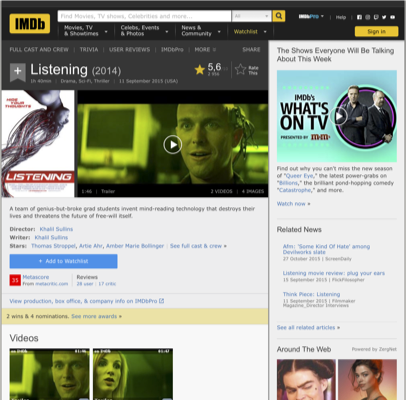 IMDb
Find Movies, TV shows, Celebrities and more...
All
IMDbPro
Help
Movies, TV
& Showtimes
Celebs, Events
& Photos
News &
Community
Watchlist
Sign in
FULL CAST AND CREW | TRIVIA | USER REVIEWS | IMDbPro | MORE
SHARE
Listening (2014)
1h 40min | Drama, Sci-Fi, Thriller | 11 September 2015 (USA)
5,6
Rate
This
YOUR
THOUGHTS
LISTENING
1:46 | Trailer
2 VIDEOS | 4 IMAGES
A team of genius-but-broke grad students invent mind-reading technology that destroys their
lives and threatens the future of free-will itself.
Director: Khalil Sullins
Writer: Khalil Sullins
Stars: Thomas Stroppel, Artie Ahr, Amber Marie Bollinger | See full cast & crew »
+ Add to Watchlist
35
Metascore
From metacritic.com
Reviews
28 user | 17 critic
View production, box office, & company info on IMDbPro
2 wins & 4 nominations. See more awards »
Videos
The Shows Everyone Will Be Talking
About This Week
IMDb's
WHAT'S
ON TV
PRESENTED BY M&M's
Find out why you can't miss the new season
of "Queer Eye," the latest power-grabs on
"Billions," the brilliant pond-hopping comedy
"Catastrophe," and more.
Watch now »
Related News
Afm: 'Some Kind Of Hate' among
Devilworks slate
27 October 2015 | ScreenDaily
Listening movie review: plug your ears
15 September 2015 | FlickFilosopher
Think Piece: Listening
11 September 2015 | Filmmaker
Magazine_Director Interviews
See all related articles »
Around The Web
Powered by ZergNet